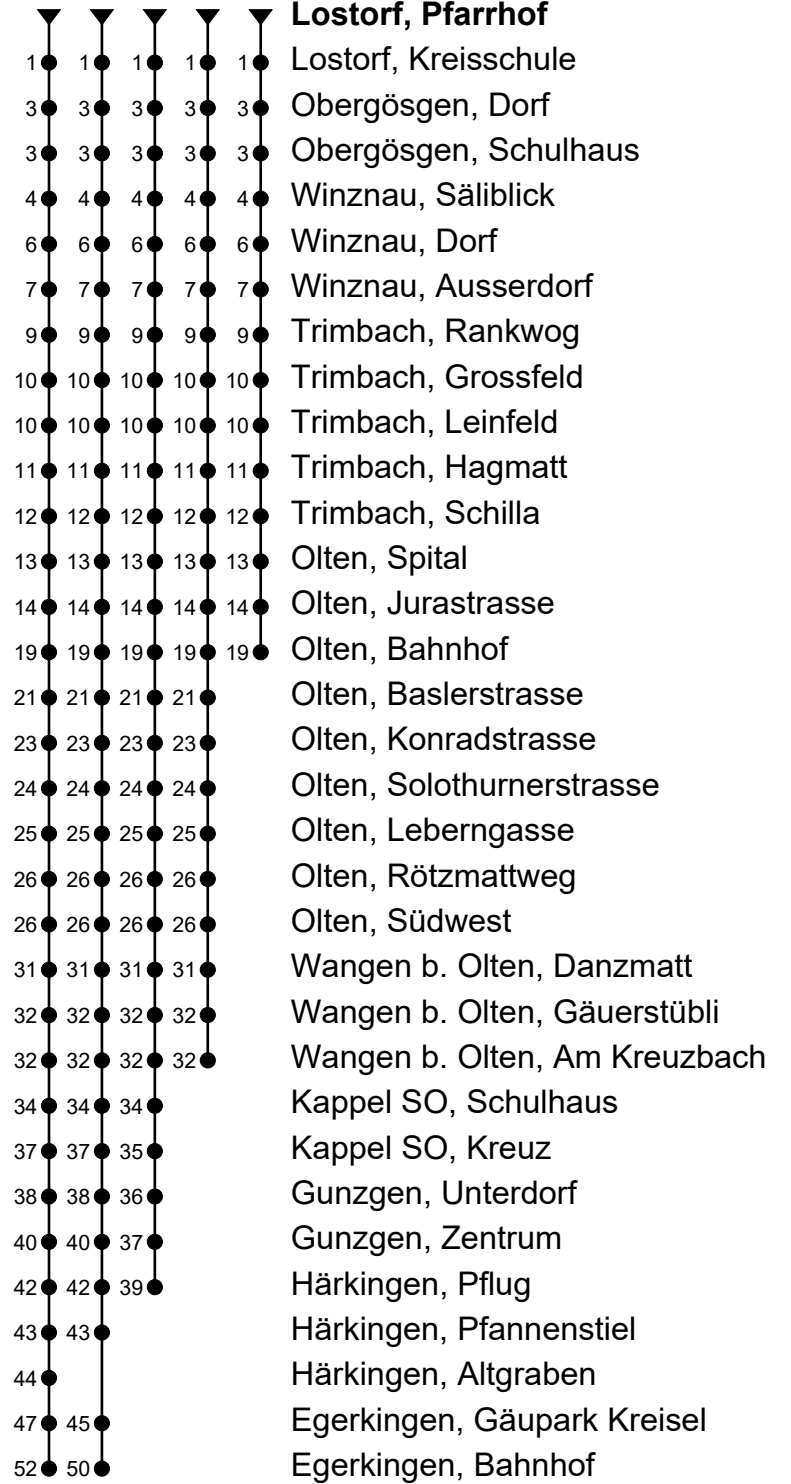 Lostorf, Pfarrhof
1 1 1 1 1 Lostorf, Kreisschule
3 3 3 3 3 Obergösgen, Dorf
3 3 3 3 3 Obergösgen, Schulhaus
4 4 4 4 4 Winznau, Säliblick
6 6 6 6 6 Winznau, Dorf
7 7 7 7 7 Winznau, Ausserdorf
9 9 9 9 9 Trimbach, Rankwog
10 10 10 10 10 Trimbach, Grossfeld
10 10 10 10 10 Trimbach, Leinfeld
11 11 11 11 11 Trimbach, Hagmatt
12 12 12 12 12 Trimbach, Schilla
13 13 13 13 13 Olten, Spital
14 14 14 14 14 Olten, Jurastrasse
19 19 19 19 19 Olten, Bahnhof
21 21 21 21 Olten, Baslerstrasse
23 23 23 23 Olten, Konradstrasse
24 24 24 24 Olten, Solothurnerstrasse
25 25 25 25 Olten, Leberngasse
26 26 26 26 Olten, Rötzmattweg
26 26 26 26 Olten, Südwest
31 31 31 31 Wangen b. Olten, Danzmatt
32 32 32 32 Wangen b. Olten, Gäuerstübli
32 32 32 32 Wangen b. Olten, Am Kreuzbach
34 34 34 Kappel SO, Schulhaus
37 37 35 Kappel SO, Kreuz
38 38 36 Gunzgen, Unterdorf
40 40 37 Gunzgen, Zentrum
42 42 39 Härkingen, Pflug
43 43 Härkingen, Pfannenstiel
44 Härkingen, Altgraben
47 45 Egerkingen, Gäupark Kreisel
52 50 Egerkingen, Bahnhof